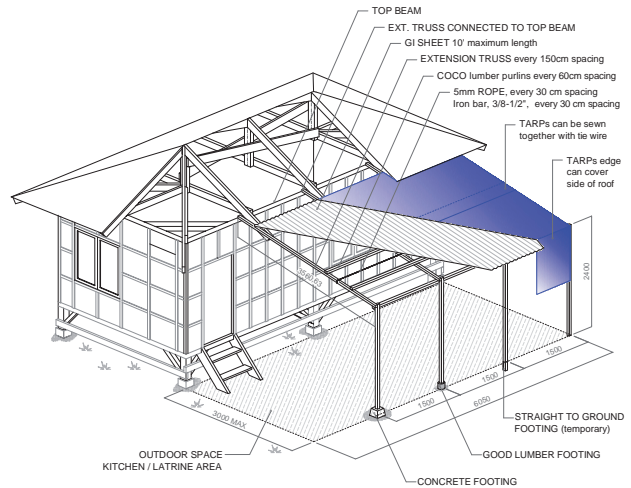 TOP BEAM
EXT. TRUSS CONNECTED TO TOP BEAM
GI SHEET 10' maximum length
EXTENSION TRUSS every 150cm spacing
COCO lumber purlins every 60cm spacing
5mm ROPE, every 30 cm spacing
Iron bar, 3/8-1/2", every 30 cm spacing
TARPs can be sewn
together with tie wire
TARPs edge
can cover
side of roof
3560.63
2400
1500
1500
1500
6050
3000 MAX
STRAIGHT TO GROUND
FOOTING (temporary)
OUTDOOR SPACE
KITCHEN / LATRINE AREA
GOOD LUMBER FOOTING
CONCRETE FOOTING